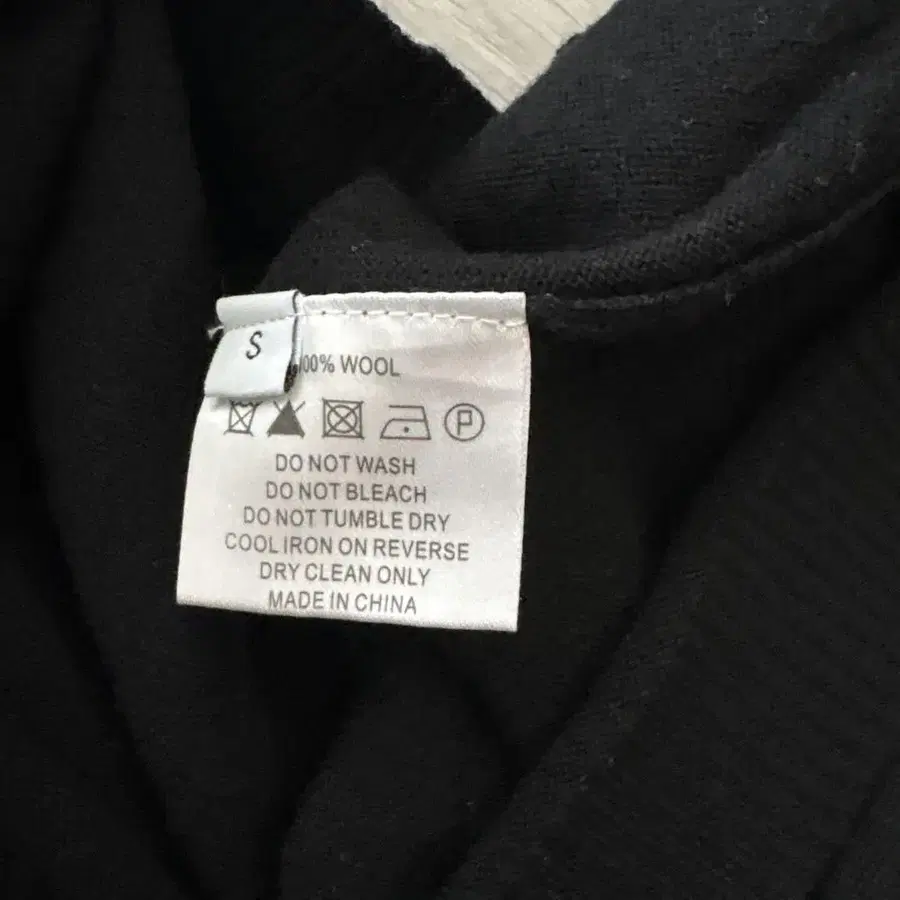 S
100% WOOL
P
DO NOT WASH
DO NOT BLEACH
DO NOT TUMBLE DRY
COOL IRON ON REVERSE
DRY CLEAN ONLY
MADE IN CHINA